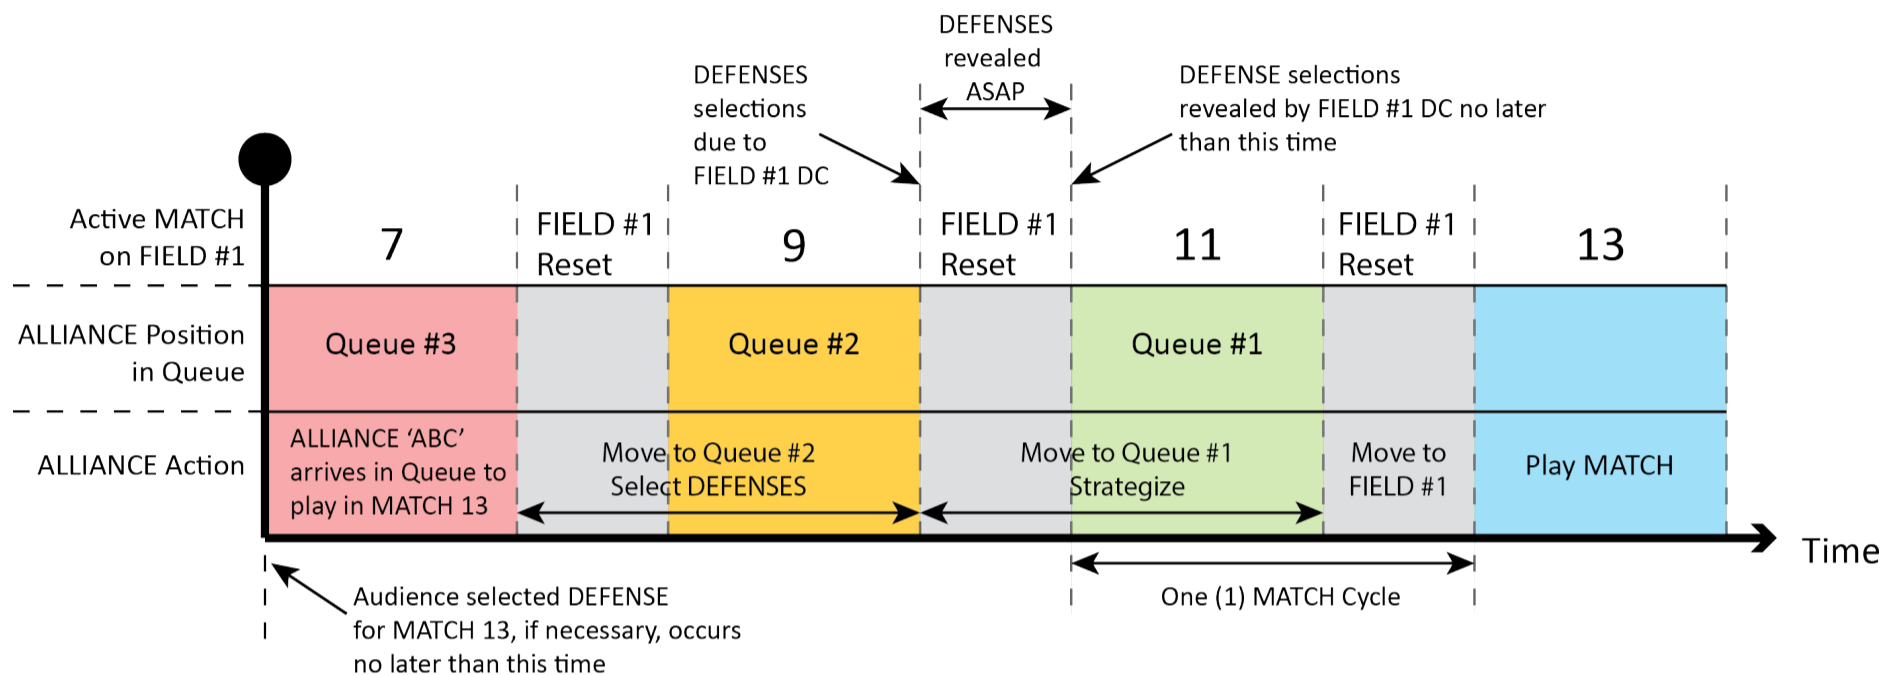 DEFENSES
revealed
ASAP
DEFENSES
selections
due to
FIELD #1 DC
DEFENSE selections
revealed by FIELD #1 DC no later
than this time
Active MATCH
on FIELD #1
7
FIELD #1
Reset
9
FIELD #1
Reset
11
FIELD #1
Reset
13
ALLIANCE Position
in Queue
Queue #3
Queue #2
Queue #1
ALLIANCE Action
ALLIANCE ‘ABC’
arrives in Queue to
play in MATCH 13
Move to Queue #2
Select DEFENSES
Move to Queue #1
Strategize
Move to
FIELD #1
Play MATCH
Time
Audience selected DEFENSE
for MATCH 13, if necessary, occurs
no later than this time
One (1) MATCH Cycle